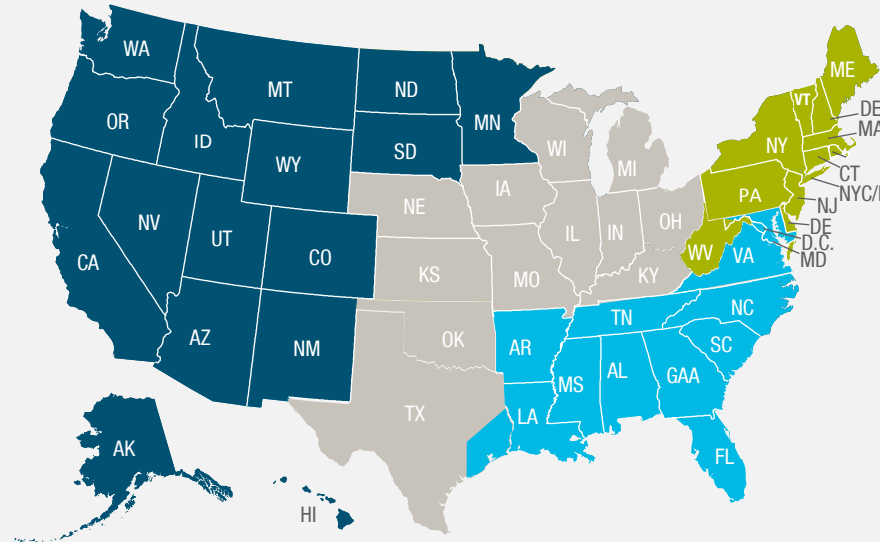 WA
ME
MT
ND
VT
DE
OR
MN
MA
ID
NY
WI
SD
WY
MI
CT
IA
PA
NYC/
NE
NJ
NV
OH
DE
IL
IN
UT
D.C.
CO
WV
VA
CA
MD
KS
MO
KY
NC
TN
AZ
OK
SC
NM
AR
GAA
AL
MS
TX
LA
AK
FL
HI